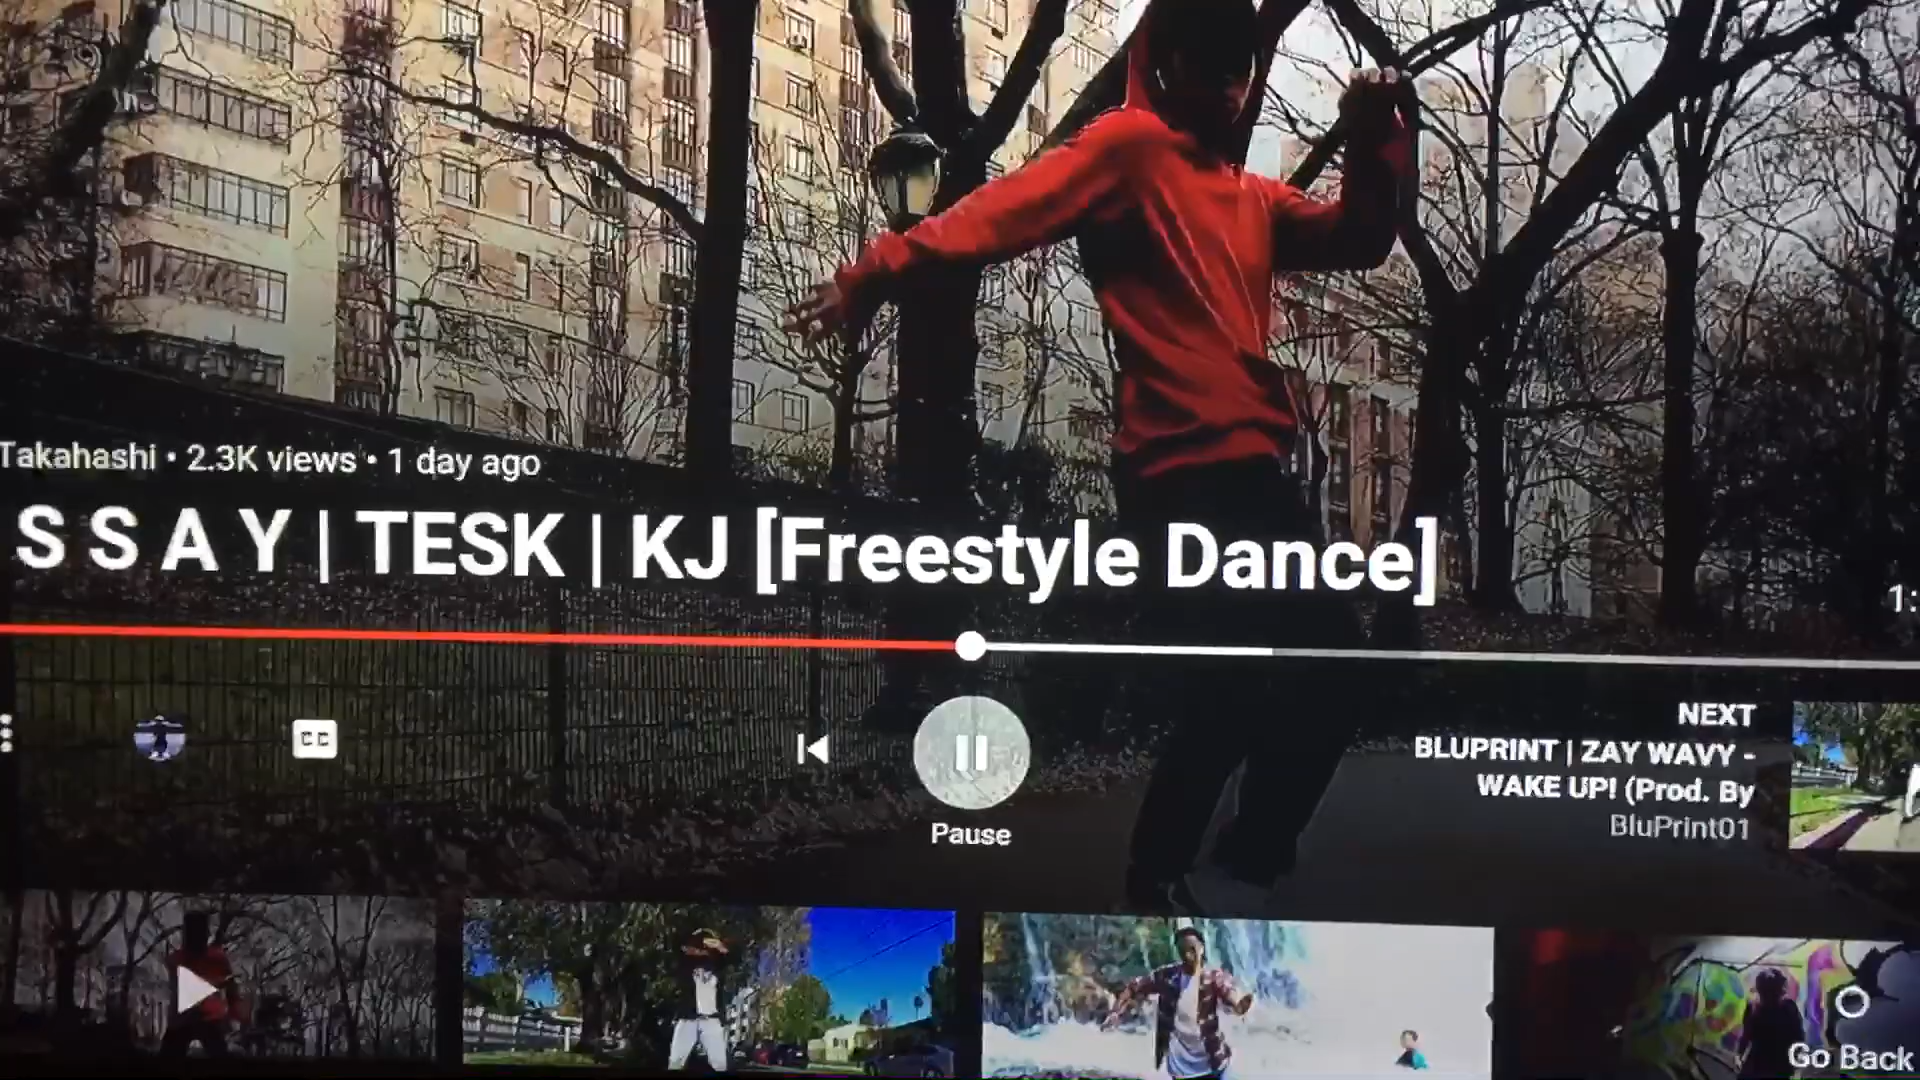 Takahashi • 2.3K views • 1 day ago
S S A Y | TESK | KJ [Freestyle Dance]
1:
CC
NEXT
BLUPRINT | ZAY WAVY -
WAKE UP! (Prod. By
BluPrint01
Pause
Go Back